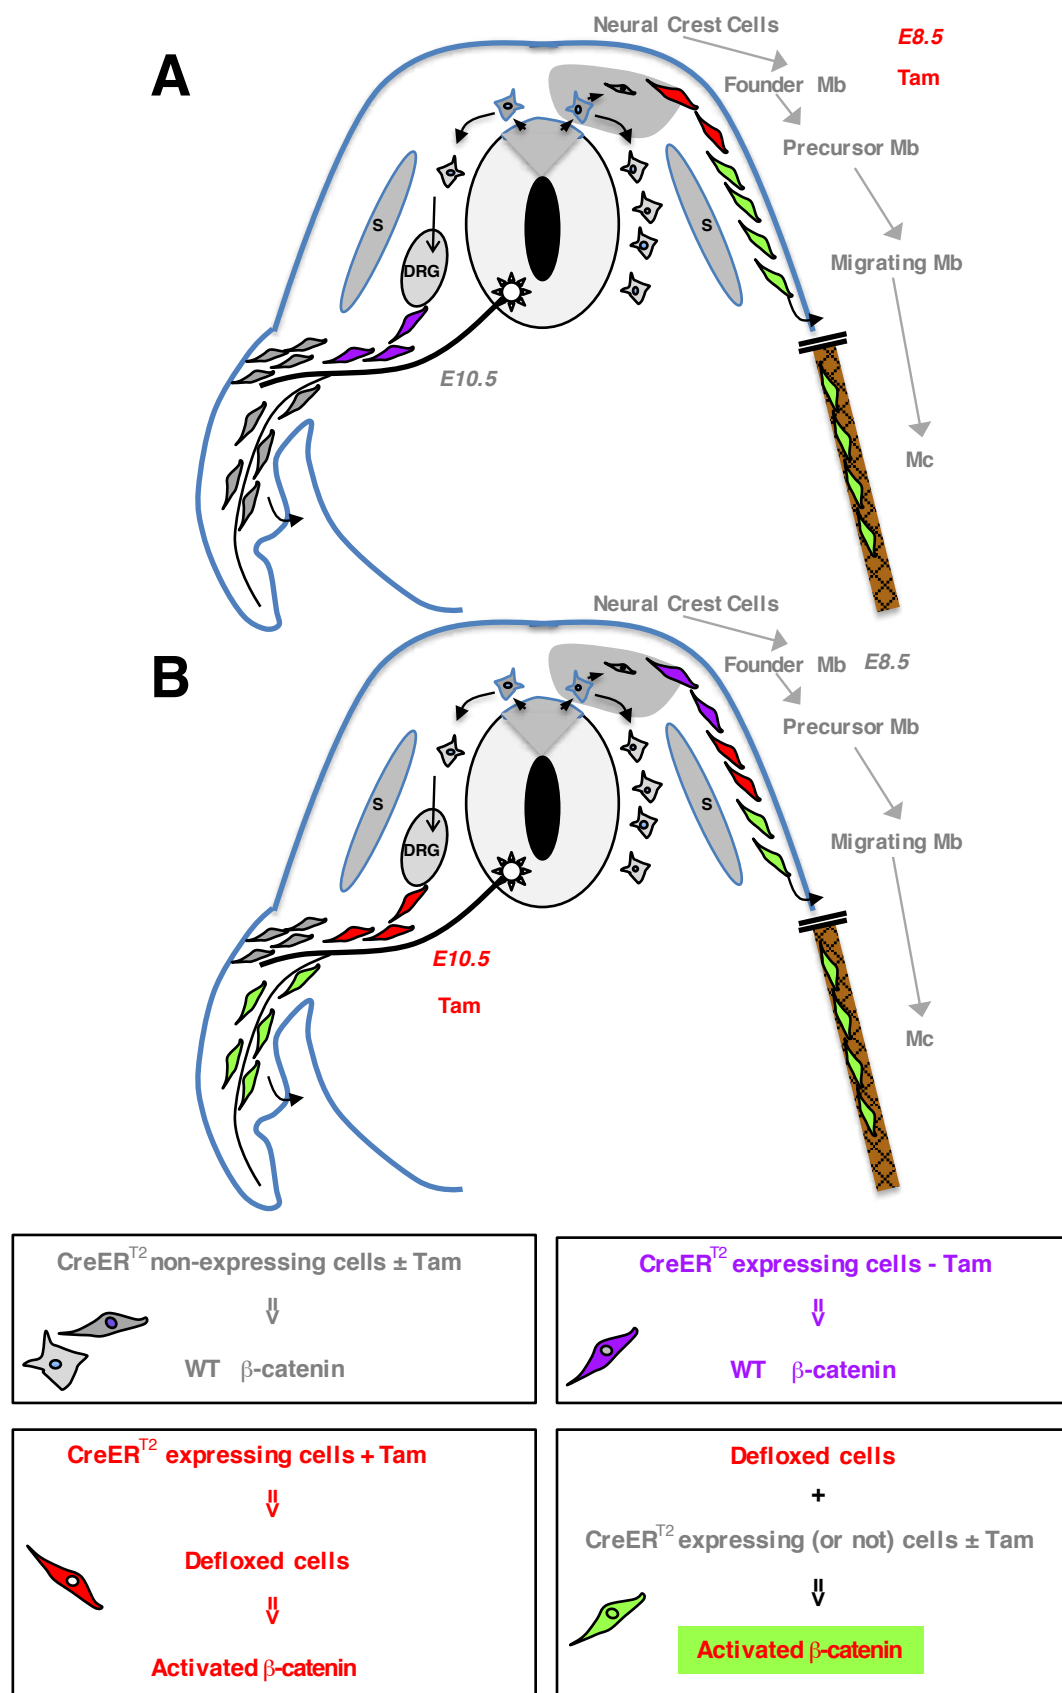 A
Neural Crest Cells
E8.5
Tam
Founder Mb
Precursor Mb
Migrating Mb
Mc
S
DRG
S
E10.5
B
Neural Crest Cells
Founder Mb E8.5
Precursor Mb
Migrating Mb
Mc
S
DRG
S
E10.5
Tam
CreER^T2 non-expressing cells ± Tam
⇓
WT β-catenin
CreER^T2 expressing cells - Tam
⇓
WT β-catenin
CreER^T2 expressing cells + Tam
⇓
Defloxed cells
⇓
Activated β-catenin
Defloxed cells
+
CreER^T2 expressing (or not) cells ± Tam
⇓
Activated β-catenin